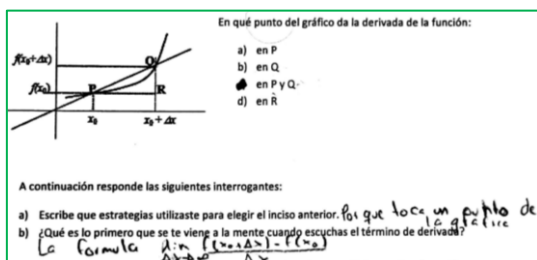 En qué punto del gráfico da la derivada de la función:
f(x₀+Δx)
f(x₀)
Q
P
R
x₀
x₀ + Δx
a) en P
b) en Q
en P y Q
d) en R
A continuación responde las siguientes interrogantes:
a) Escribe que estrategias utilizaste para elegir el inciso anterior. Por que toca un punto de
la grafica
b) ¿Qué es lo primero que se te viene a la mente cuando escuchas el término de derivada?
La formula lim f(x₀+Δx) - f(x₀)
Δx→0 Δx